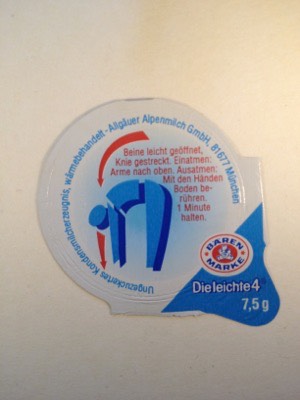 Ungezuckertes Kondensmilcherzeugnis, wärmebehandelt - Allgäuer Alpenmilch GmbH, 81677 München
Beine leicht geöffnet,
Knie gestreckt. Einatmen:
Arme nach oben. Ausatmen:
Mit den Händen
Boden be-
rühren.
1 Minute
halten.
BÄREN
MARKE
Die leichte 4
7,5 g